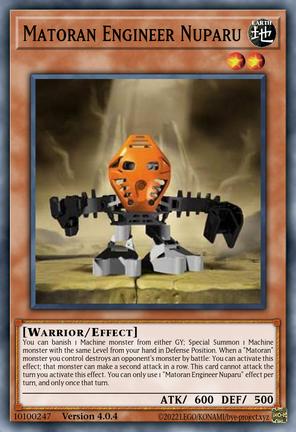 MATORAN ENGINEER NUPARU
EARTH
地
[WARRIOR/EFFECT]
You can banish 1 Machine monster from either GY; Special Summon 1 Machine
monster with the same Level from your hand in Defense Position. When a "Matoran"
monster you control destroys an opponent's monster by battle: You can activate this
effect; that monster can make a second attack in a row. This card cannot attack the
turn you activate this effect. You can only use 1 "Matoran Engineer Nuparu" effect per
turn, and only once that turn.
ATK/ 600 DEF/ 500
10100247 Version 4.0.4 ©2022LEGO/KONAMI/bye-project.xyz